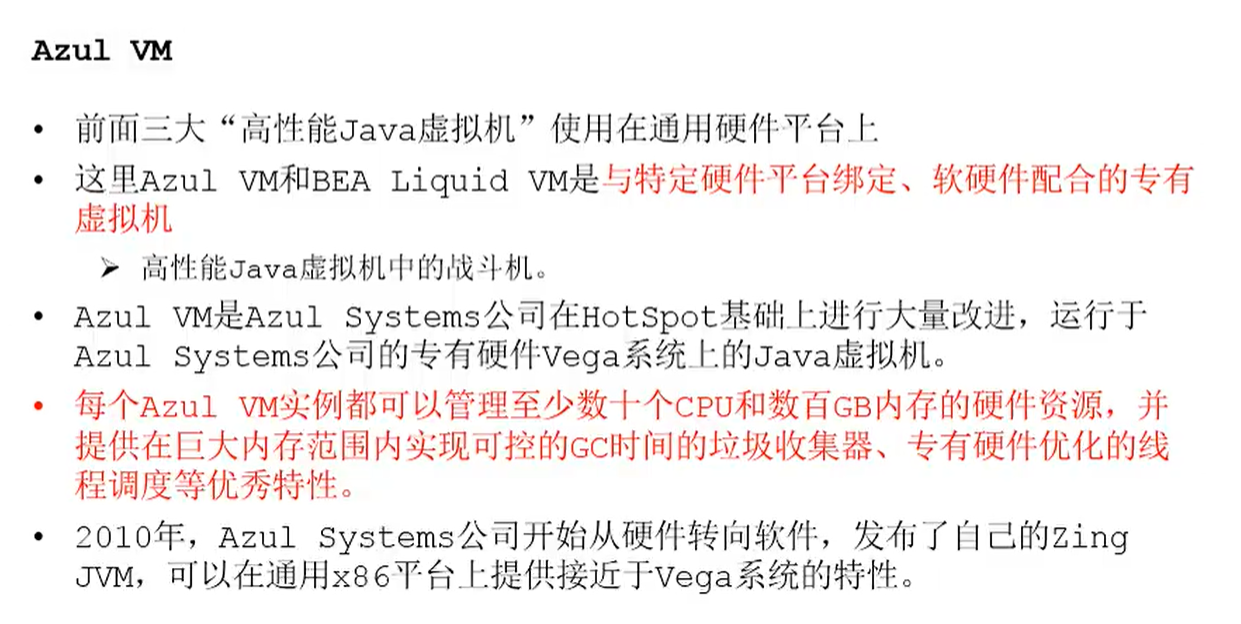 Azul VM
• 前面三大“高性能Java虚拟机”使用在通用硬件平台上
• 这里Azul VM和BEA Liquid VM是与特定硬件平台绑定、软硬件配合的专有
虚拟机
➢ 高性能Java虚拟机中的战斗机。
• Azul VM是Azul Systems公司在HotSpot基础上进行大量改进，运行于
Azul Systems公司的专有硬件Vega系统上的Java虚拟机。
• 每个Azul VM实例都可以管理至少数十个CPU和数百GB内存的硬件资源，并
提供在巨大内存范围内实现可控的GC时间的垃圾收集器、专有硬件优化的线
程调度等优秀特性。
• 2010年，Azul Systems公司开始从硬件转向软件，发布了自己的Zing
JVM，可以在通用x86平台上提供接近于Vega系统的特性。